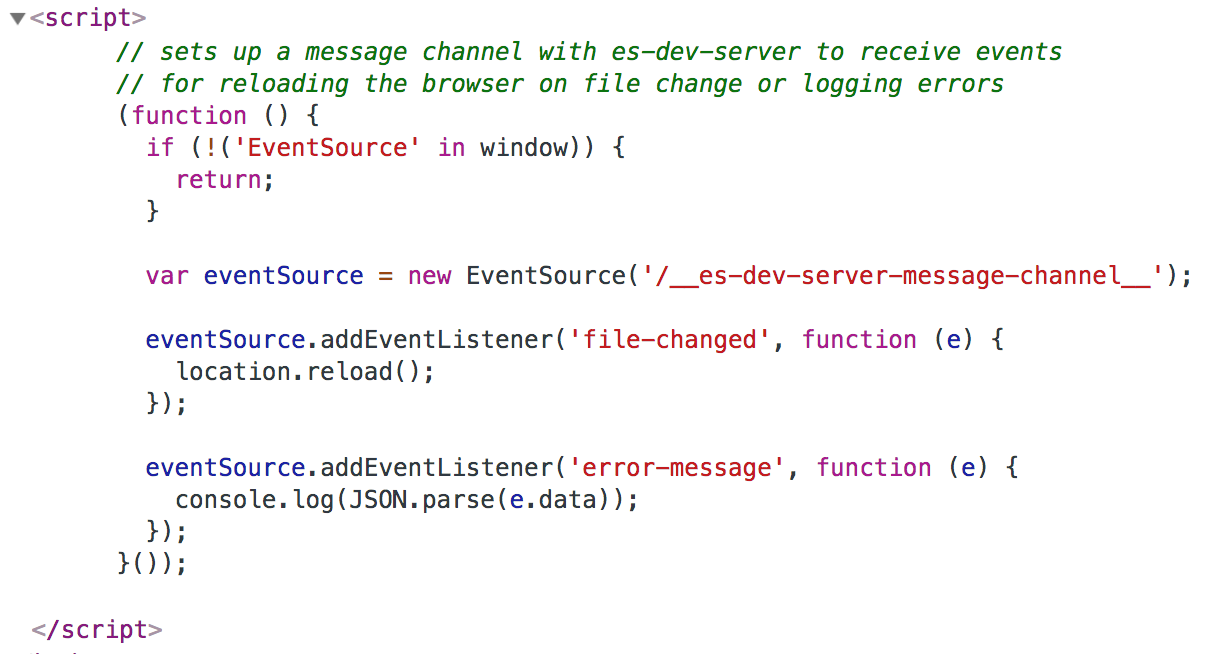 ▼<script>
// sets up a message channel with es-dev-server to receive events
// for reloading the browser on file change or logging errors
(function () {
if (!('EventSource' in window)) {
return;
}
var eventSource = new EventSource('/__es-dev-server-message-channel__');
eventSource.addEventListener('file-changed', function (e) {
location.reload();
});
eventSource.addEventListener('error-message', function (e) {
console.log(JSON.parse(e.data));
});
}());
</script>